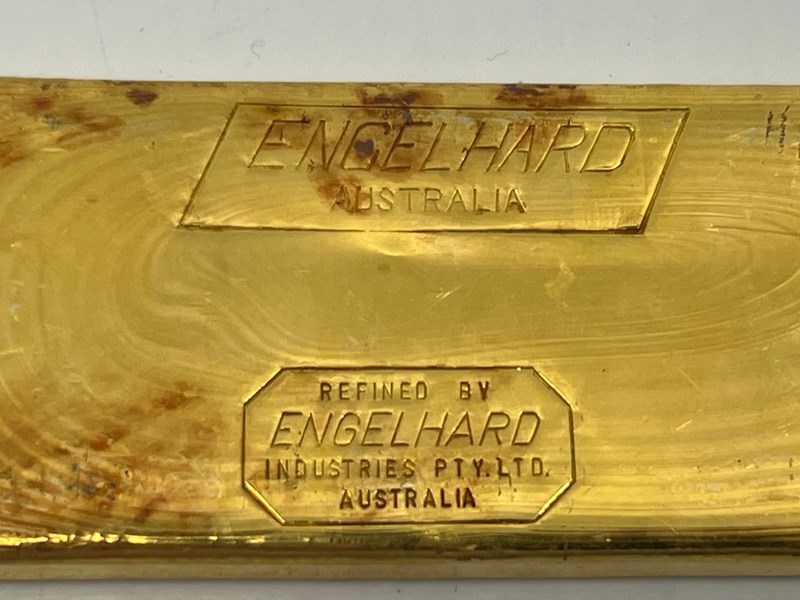 ENGELHARD
AUSTRALIA
REFINED BY
ENGELHARD
INDUSTRIES PTY. LTD.
AUSTRALIA